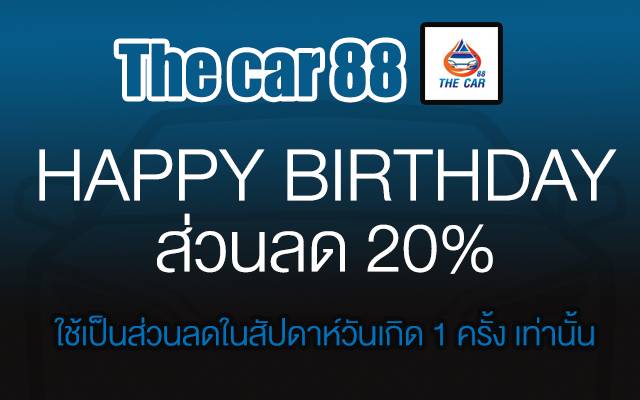 The car 88
88
THE CAR
HAPPY BIRTHDAY
ส่วนลด 20%
ใช้เป็นส่วนลดในสัปดาห์วันเกิด 1 ครั้ง เท่านั้น